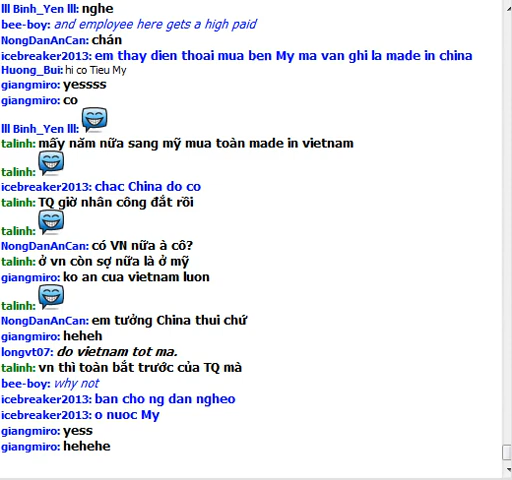 lll Binh_Yen lll: nghe
bee-boy: and employee here gets a high paid
NongDanAnCan: chán
icebreaker2013: em thay dien thoai mua ben My ma van ghi la made in china
Huong_Bui: hi co Tieu My
giangmiro: yessss
giangmiro: co
lll Binh_Yen lll:
talinh: mấy năm nữa sang mỹ mua toàn made in vietnam
talinh:
icebreaker2013: chac China do co
talinh: TQ giờ nhân công đắt rồi
talinh:
NongDanAnCan: có VN nữa à cô?
talinh: ở vn còn sợ nữa là ở mỹ
giangmiro: ko an cua vietnam luon
talinh:
NongDanAnCan: em tưởng China thui chứ
giangmiro: heheh
longvt07: do vietnam tot ma.
talinh: vn thì toàn bắt trước của TQ mà
bee-boy: why not
icebreaker2013: ban cho ng dan ngheo
icebreaker2013: o nuoc My
giangmiro: yess
giangmiro: hehehe